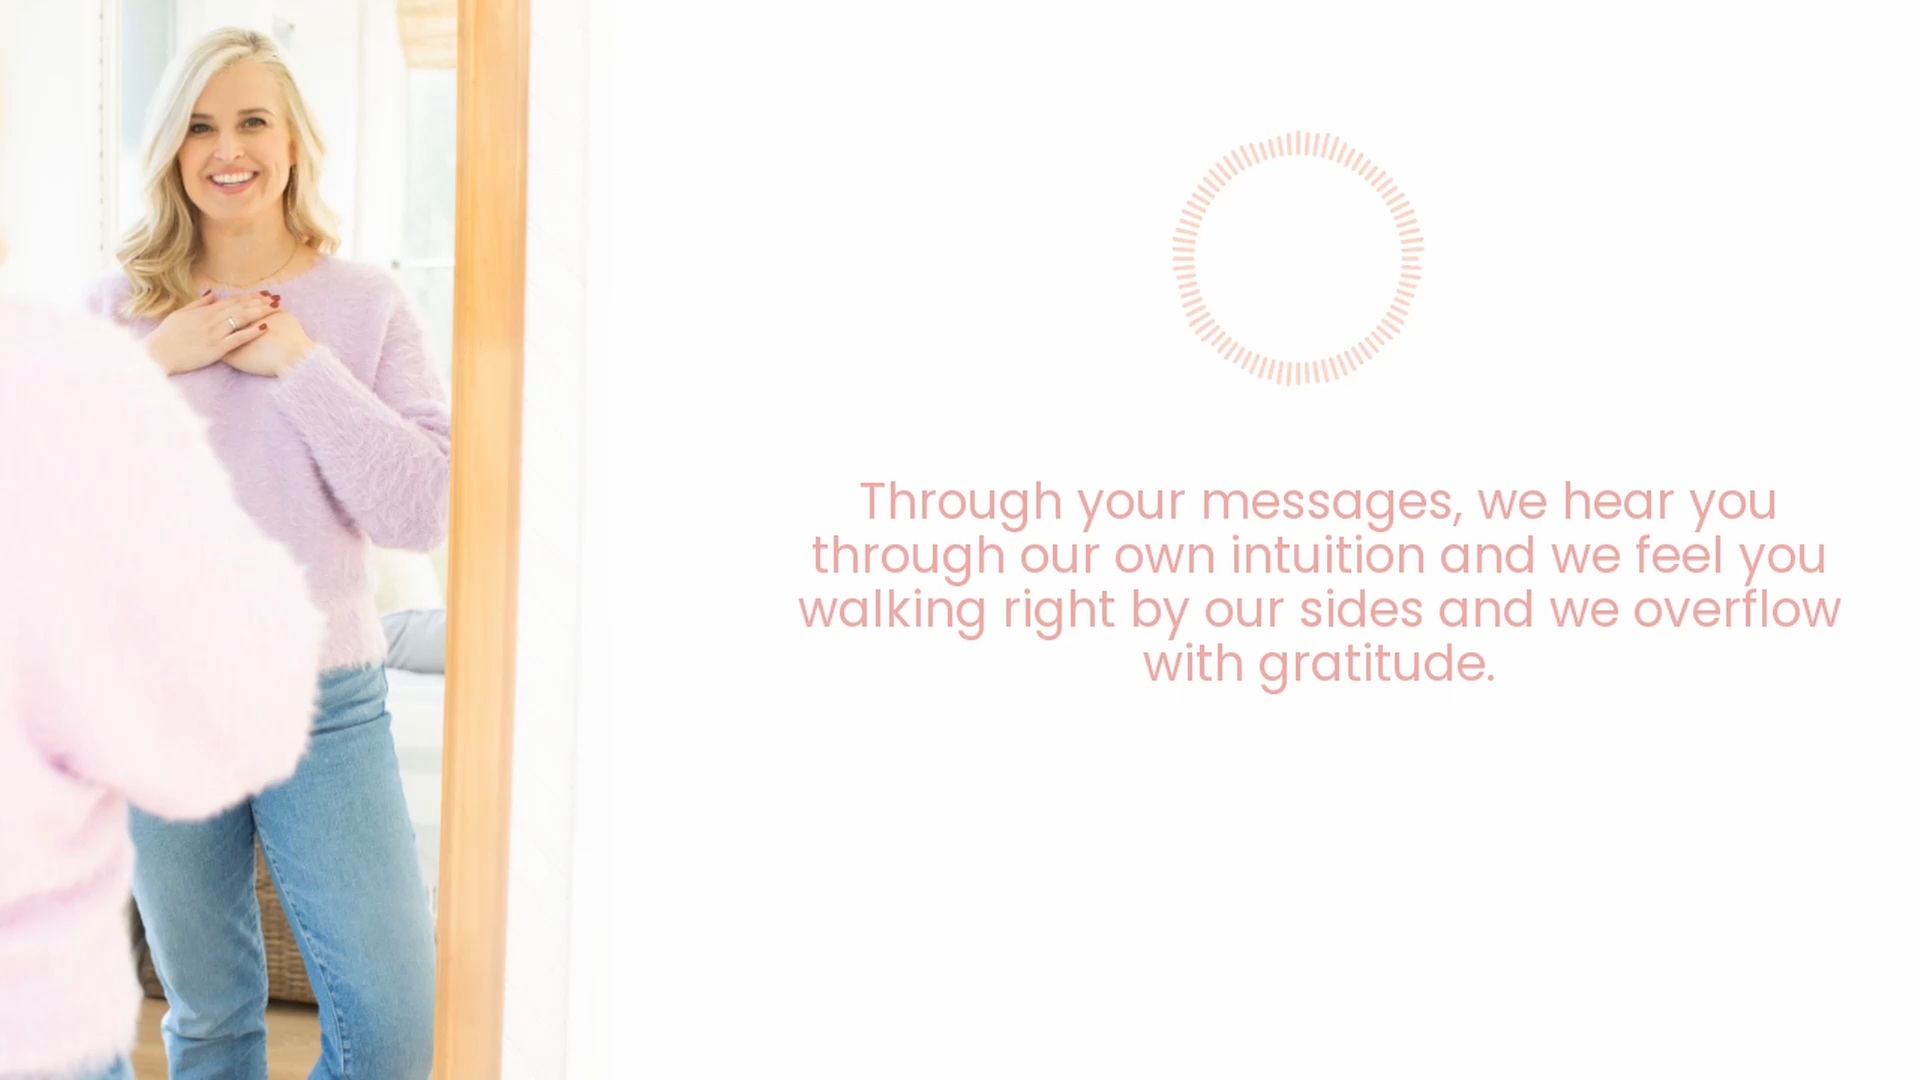 Through your messages, we hear you
through our own intuition and we feel you
walking right by our sides and we overflow
with gratitude.